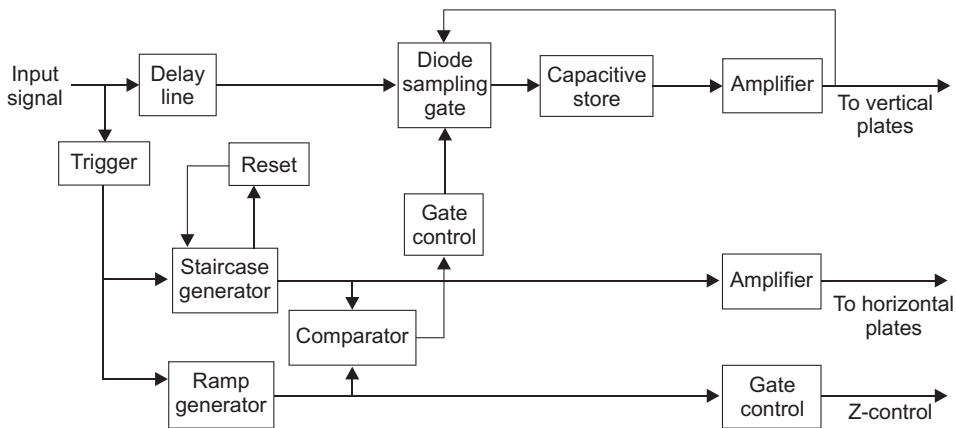 Input
signal
Delay
line
Diode
sampling
gate
Capacitive
store
Amplifier
To vertical
plates
Trigger
Reset
Gate
control
Staircase
generator
Amplifier
To horizontal
plates
Comparator
Ramp
generator
Gate
control
Z-control